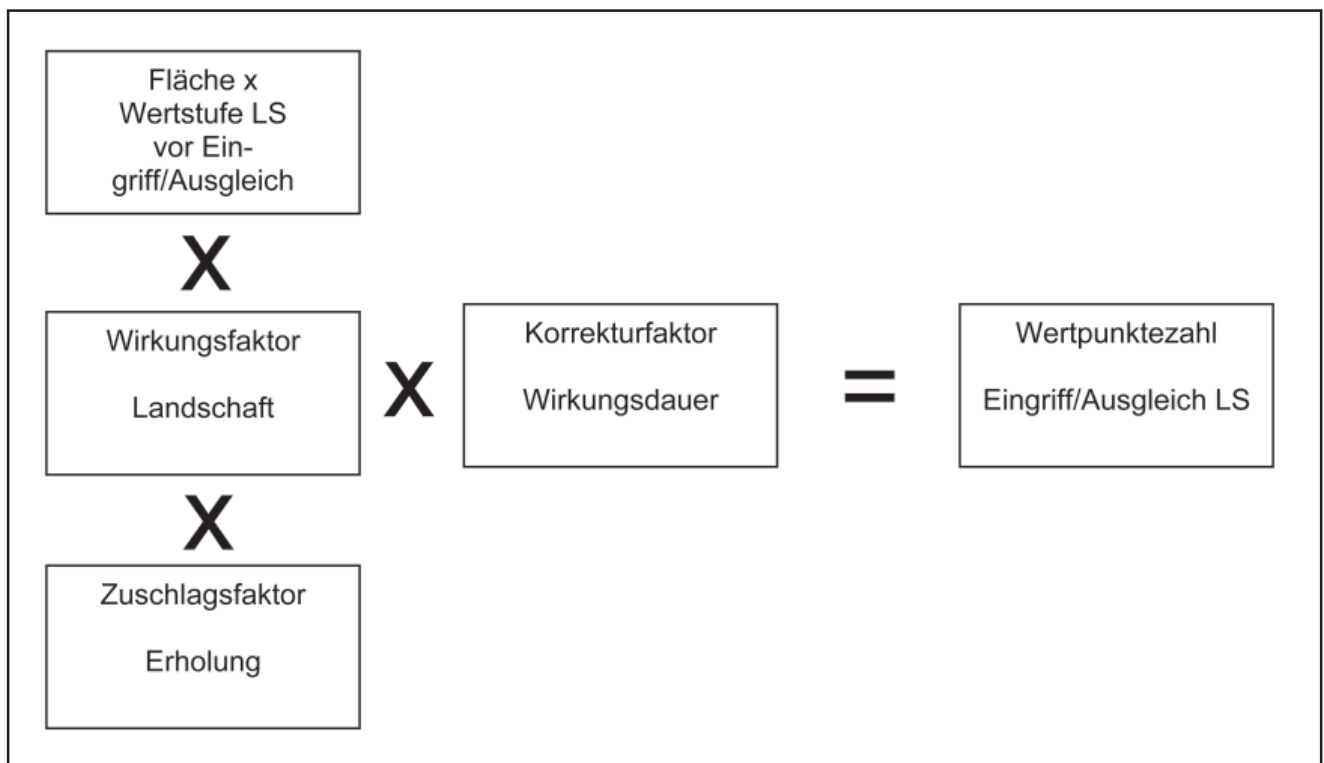 Fläche x
Wertstufe LS
vor Ein-
griff/Ausgleich
X
Wirkungsfaktor
Landschaft
X
Zuschlagsfaktor
Erholung
X
Korrekturfaktor
Wirkungsdauer
=
Wertpunktezahl
Eingriff/Ausgleich LS